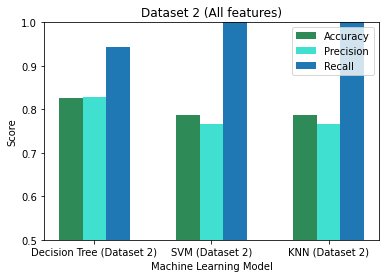 Dataset 2 (All features)
Accuracy
Precision
Recall
Score
1.0
0.9
0.8
0.7
0.6
0.5
Decision Tree (Dataset 2)
SVM (Dataset 2)
KNN (Dataset 2)
Machine Learning Model